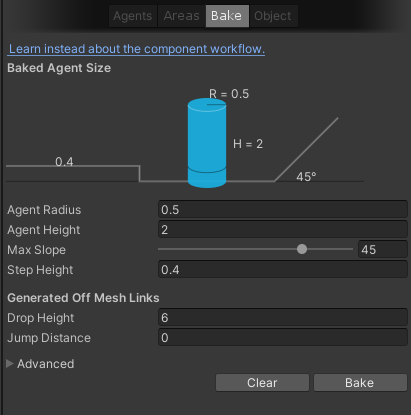 Agents Areas Bake Object
Learn instead about the component workflow.
Baked Agent Size
R = 0.5
H = 2
0.4
45°
Agent Radius 0.5
Agent Height 2
Max Slope 45
Step Height 0.4
Generated Off Mesh Links
Drop Height 6
Jump Distance 0
Advanced
Clear Bake